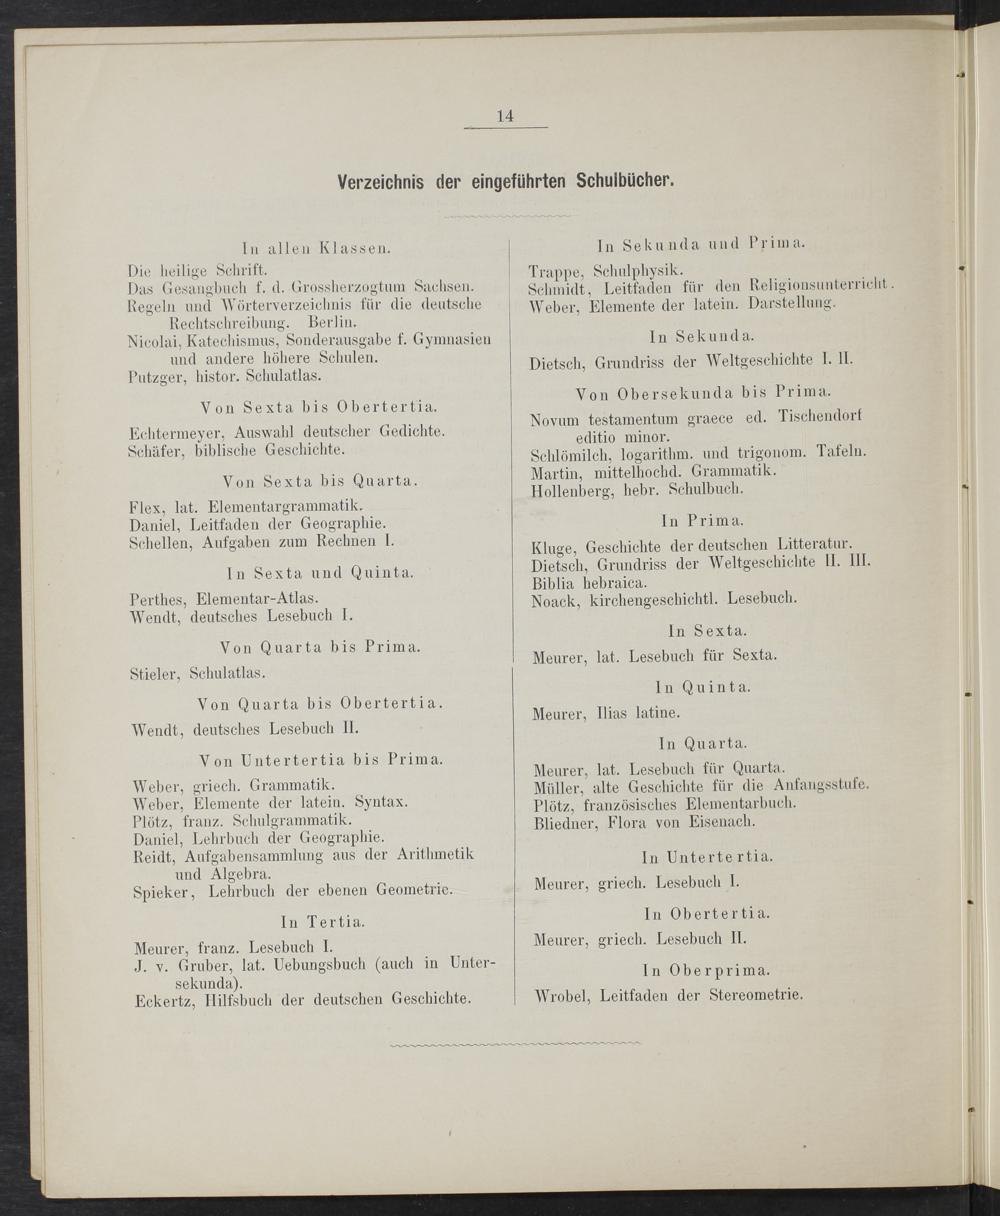 14
Verzeichnis der eingeführten Schulbücher.
In allen Klassen.
Die heilige Schrift.
Das Gesangbuch f. d. Grossherzogtum Sachsen.
Regeln und Wörterverzeichnis für die deutsche
Rechtschreibung. Berlin.
Nicolai, Katechismus, Sonderausgabe f. Gymnasien
und andere höhere Schulen.
Putzger, histor. Schulatlas.
Von Sexta bis Obertertia.
Echtermeyer, Auswahl deutscher Gedichte.
Schäfer, biblische Geschichte.
Von Sexta bis Quarta.
Flex, lat. Elementargrammatik.
Daniel, Leitfaden der Geographie.
Schellen, Aufgaben zum Rechnen I.
In Sexta und Quinta.
Perthes, Elementar-Atlas.
Wendt, deutsches Lesebuch I.
Von Quarta bis Prima.
Stieler, Schulatlas.
Von Quarta bis Obertertia.
Wendt, deutsches Lesebuch II.
Von Untertertia bis Prima.
Weber, griech. Grammatik.
Weber, Elemente der latein. Syntax.
Plötz, franz. Schulgrammatik.
Daniel, Lehrbuch der Geographie.
Reidt, Aufgabensammlung aus der Arithmetik
und Algebra.
Spieker, Lehrbuch der ebenen Geometrie.
In Tertia.
Meurer, franz. Lesebuch I.
J. v. Gruber, lat. Uebungsbuch (auch in Unter-
sekunda).
Eckertz, Hilfsbuch der deutschen Geschichte.
In Sekunda und Prima.
Trappe, Schulphysik.
Schmidt, Leitfaden für den Religionsunterricht.
Weber, Elemente der latein. Darstellung.
In Sekunda.
Dietsch, Grundriss der Weltgeschichte I. II.
Von Obersekunda bis Prima.
Novum testamentum graece ed. Tischendorf
editio minor.
Schlömilch, logarithm. und trigonom. Tafeln.
Martin, mittelhochd. Grammatik.
Hollenberg, hebr. Schulbuch.
In Prima.
Kluge, Geschichte der deutschen Litteratur.
Dietsch, Grundriss der Weltgeschichte II. III.
Biblia hebraica.
Noack, kirchengeschichtl. Lesebuch.
In Sexta.
Meurer, lat. Lesebuch für Sexta.
In Quinta.
Meurer, Ilias latine.
In Quarta.
Meurer, lat. Lesebuch für Quarta.
Müller, alte Geschichte für die Anfangsstufe.
Plötz, französisches Elementarbuch.
Bliedner, Flora von Eisenach.
In Untertertia.
Meurer, griech. Lesebuch I.
In Obertertia.
Meurer, griech. Lesebuch II.
In Oberprima.
Wrobel, Leitfaden der Stereometrie.